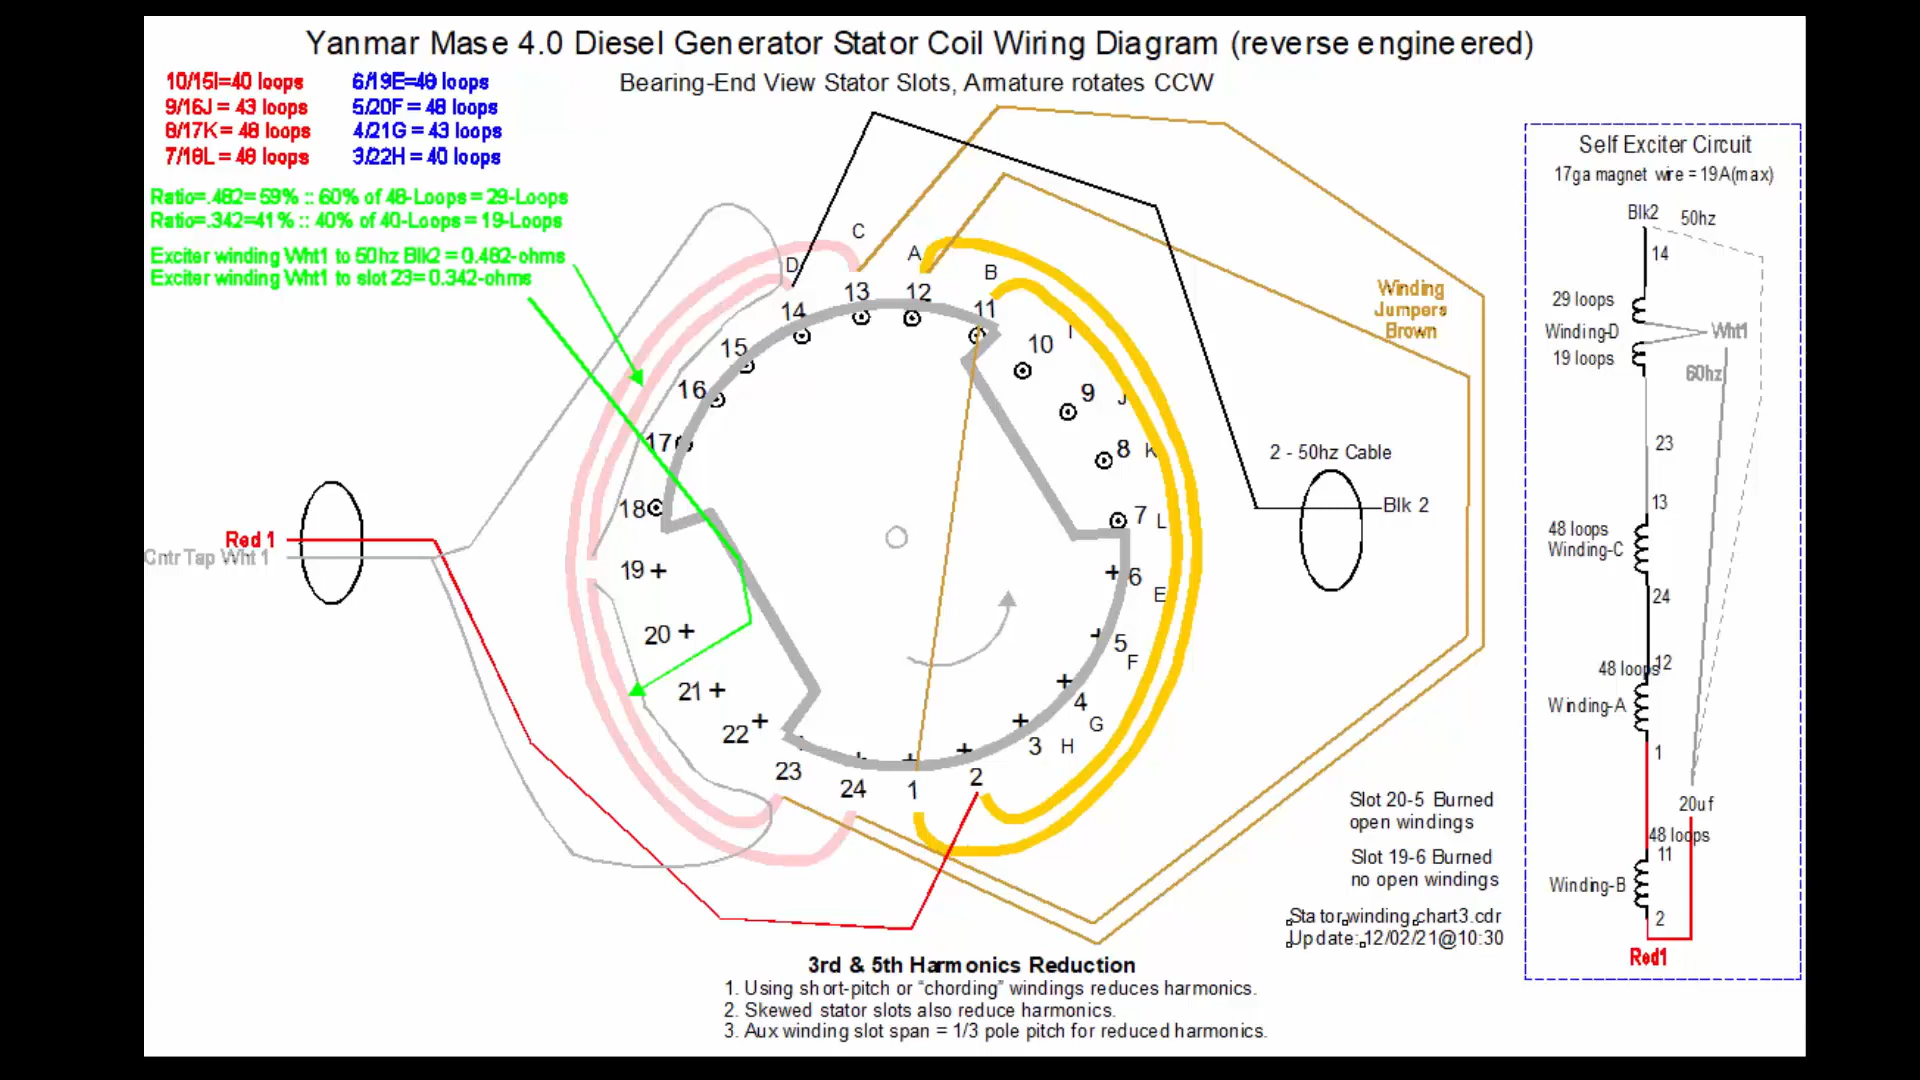 Yanmar Mase 4.0 Diesel Generator Stator Coil Wiring Diagram (reverse engineered)
Bearing-End View Stator Slots, Armature rotates CCW
10/15I=40 loops
9/16J = 43 loops
8/17K= 48 loops
7/18L = 48 loops
6/19E=48 loops
5/20F = 48 loops
4/21G = 43 loops
3/22H = 40 loops
Ratio=.482=59% :: 60% of 48-Loops = 29-Loops
Ratio=.342=41% :: 40% of 40-Loops = 19-Loops
Exciter winding Wht1 to 50hz Blk2 = 0.482-ohms
Exciter winding Wht1 to slot 23= 0.342-ohms
C
D
A
B
14
13
12
11
15
10
I
16
9
J
17
8
K
18
7
L
19
6
E
20
5
F
21
4
G
22
3
H
23
24
1
2
Red 1
Cntr Tap Wht 1
Winding
Jumpers
Brown
2 - 50hz Cable
Blk 2
Slot 20-5 Burned
open windings
Slot 19-6 Burned
no open windings
Stator,winding,chart3.cdr
Update:,12/02/21@10:30
3rd & 5th Harmonics Reduction
1. Using short-pitch or “chording” windings reduces harmonics.
2. Skewed stator slots also reduce harmonics.
3. Aux winding slot span = 1/3 pole pitch for reduced harmonics.
Self Exciter Circuit
17ga magnet wire = 19A(max)
Blk2
50hz
14
29 loops
Winding-D
Wht1
19 loops
60hz
23
13
48 loops
Winding-C
24
12
48 loops
Winding-A
1
20uf
48 loops
11
Winding-B
2
Red1